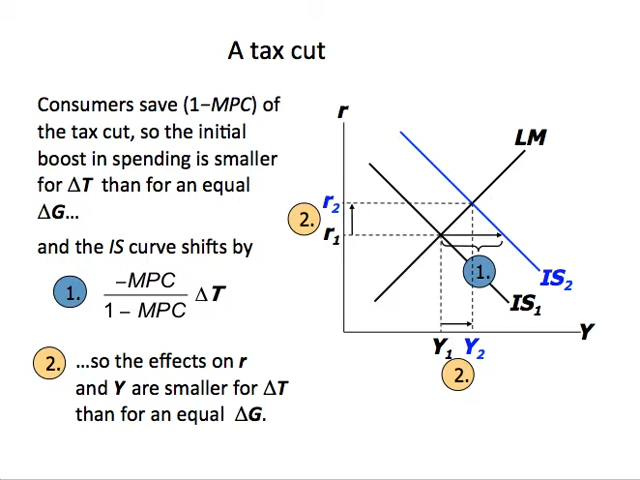 A tax cut
Consumers save (1−MPC) of
the tax cut, so the initial
boost in spending is smaller
for ΔT than for an equal
ΔG…
and the IS curve shifts by
1.
−MPC
1 − MPC
ΔT
2.
…so the effects on r
and Y are smaller for ΔT
than for an equal ΔG.
r
LM
2.
r₂
r₁
1.
IS₂
IS₁
Y
Y₁ Y₂
2.